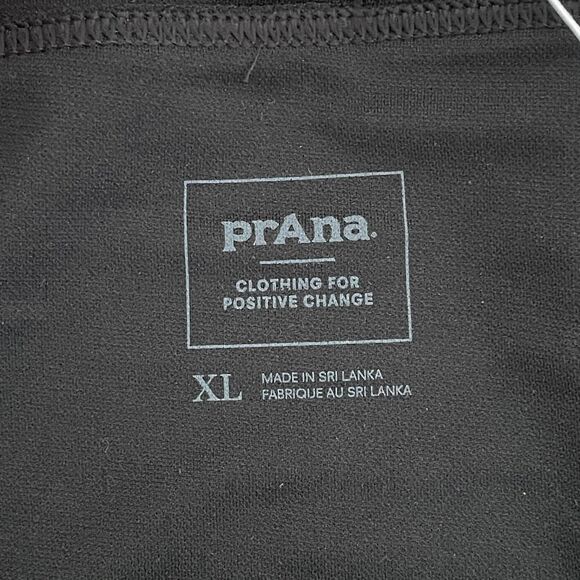 prAna.
CLOTHING FOR
POSITIVE CHANGE
XL
MADE IN SRI LANKA
FABRIQUE AU SRI LANKA